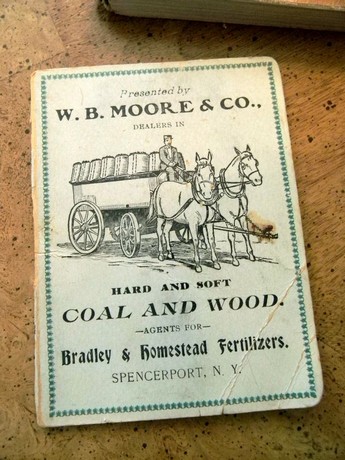 Presented by
W. B. MOORE & CO.,
DEALERS IN
HARD AND SOFT
COAL AND WOOD.
—AGENTS FOR—
Bradley & Homestead Fertilizers.
SPENCERPORT, N. Y.